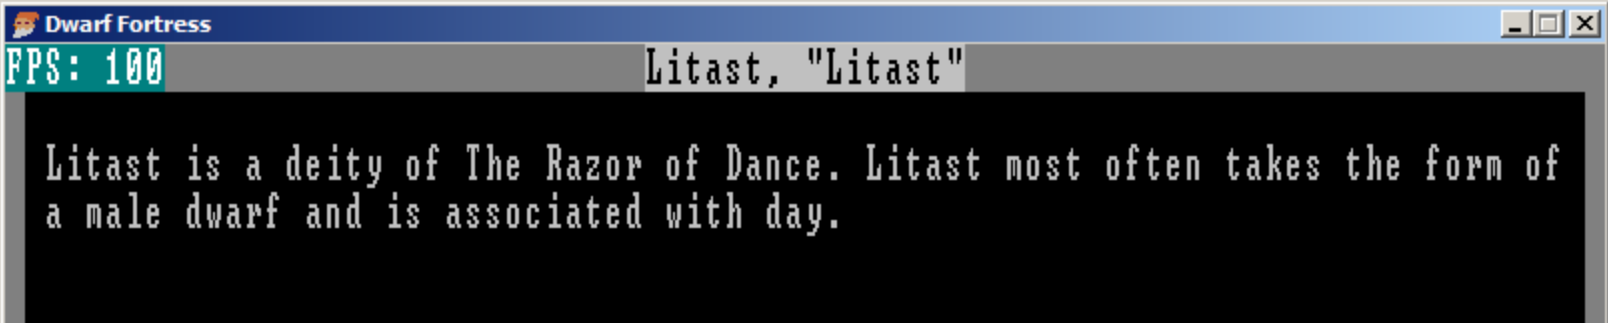 Dwarf Fortress
FPS: 100
Litast, "Litast"
Litast is a deity of The Razor of Dance. Litast most often takes the form of
a male dwarf and is associated with day.